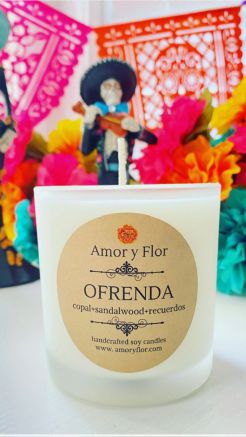 Amor y Flor
OFRENDA
copal+sandalwood+recuerdos
handcrafted soy candles
www. amoryflor.com